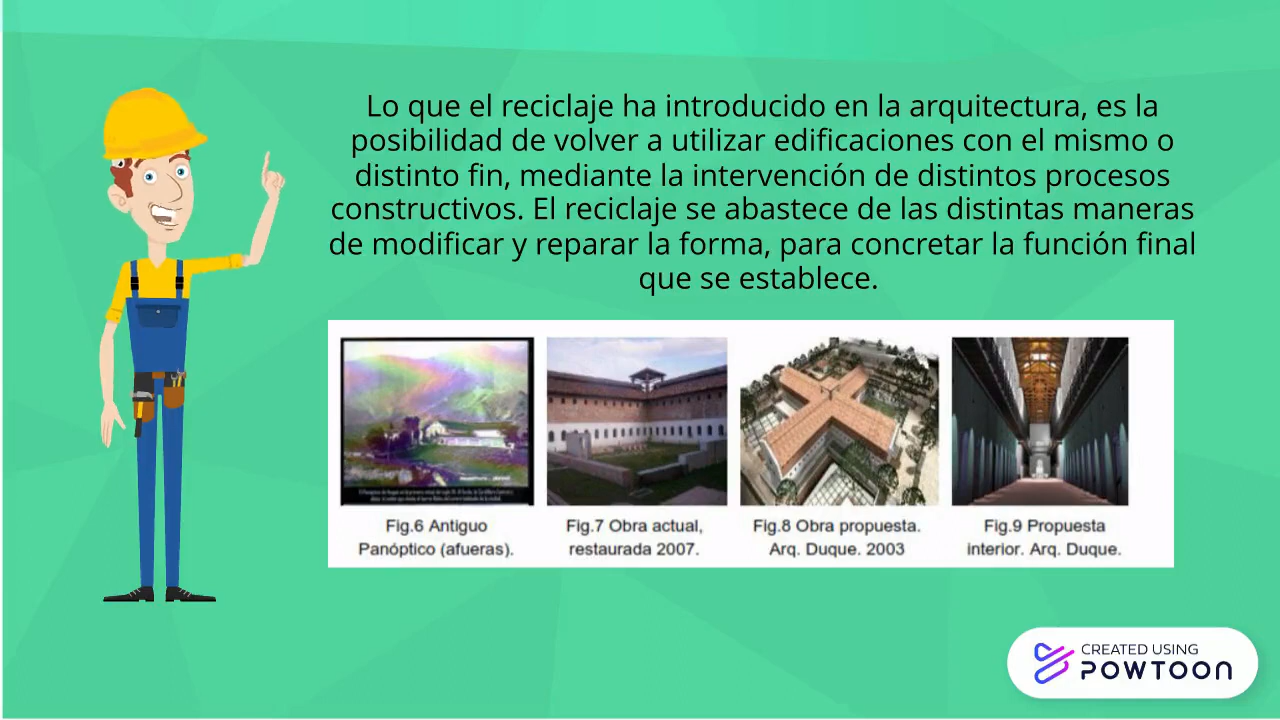 Lo que el reciclaje ha introducido en la arquitectura, es la
posibilidad de volver a utilizar edificaciones con el mismo o
distinto fin, mediante la intervención de distintos procesos
constructivos. El reciclaje se abastece de las distintas maneras
de modificar y reparar la forma, para concretar la función final
que se establece.
Fig.6 Antiguo
Panóptico (afueras).
Fig.7 Obra actual,
restaurada 2007.
Fig.8 Obra propuesta.
Arq. Duque. 2003
Fig.9 Propuesta
interior. Arq. Duque.
CREATED USING
POWTOON